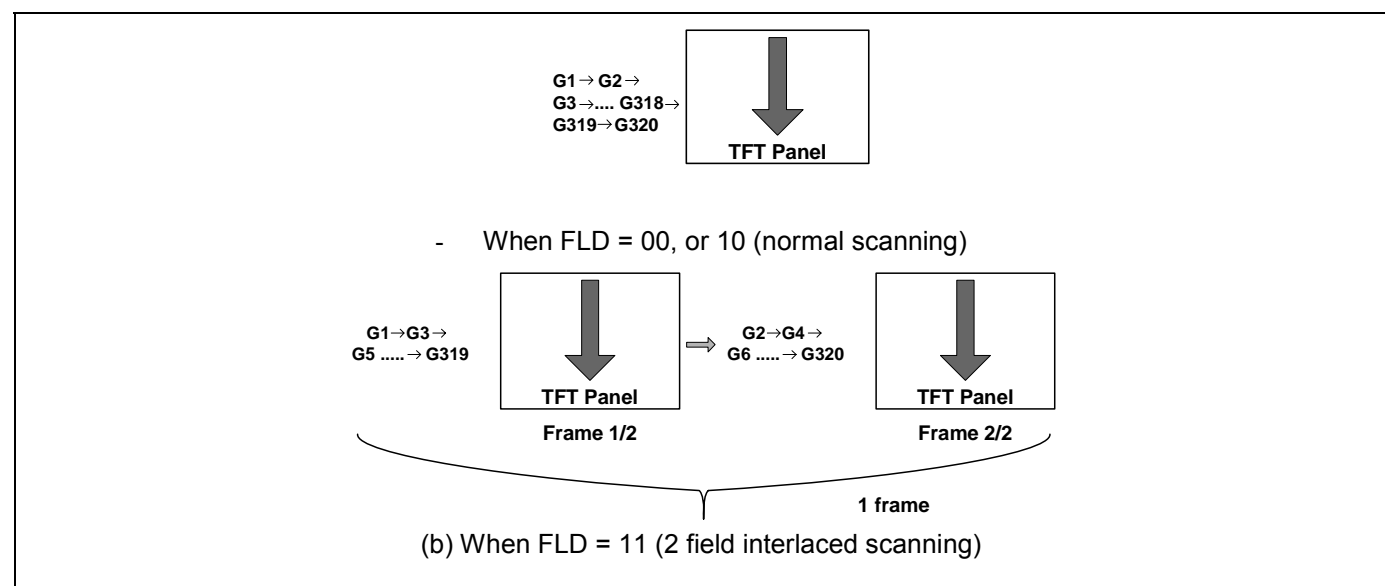 G1→G2→
G3→.... G318→
G319→G320
TFT Panel
- When FLD = 00, or 10 (normal scanning)
G1→G3→
G5 .....→G319
TFT Panel
Frame 1/2
G2→G4→
G6 .....→G320
TFT Panel
Frame 2/2
1 frame
(b) When FLD = 11 (2 field interlaced scanning)